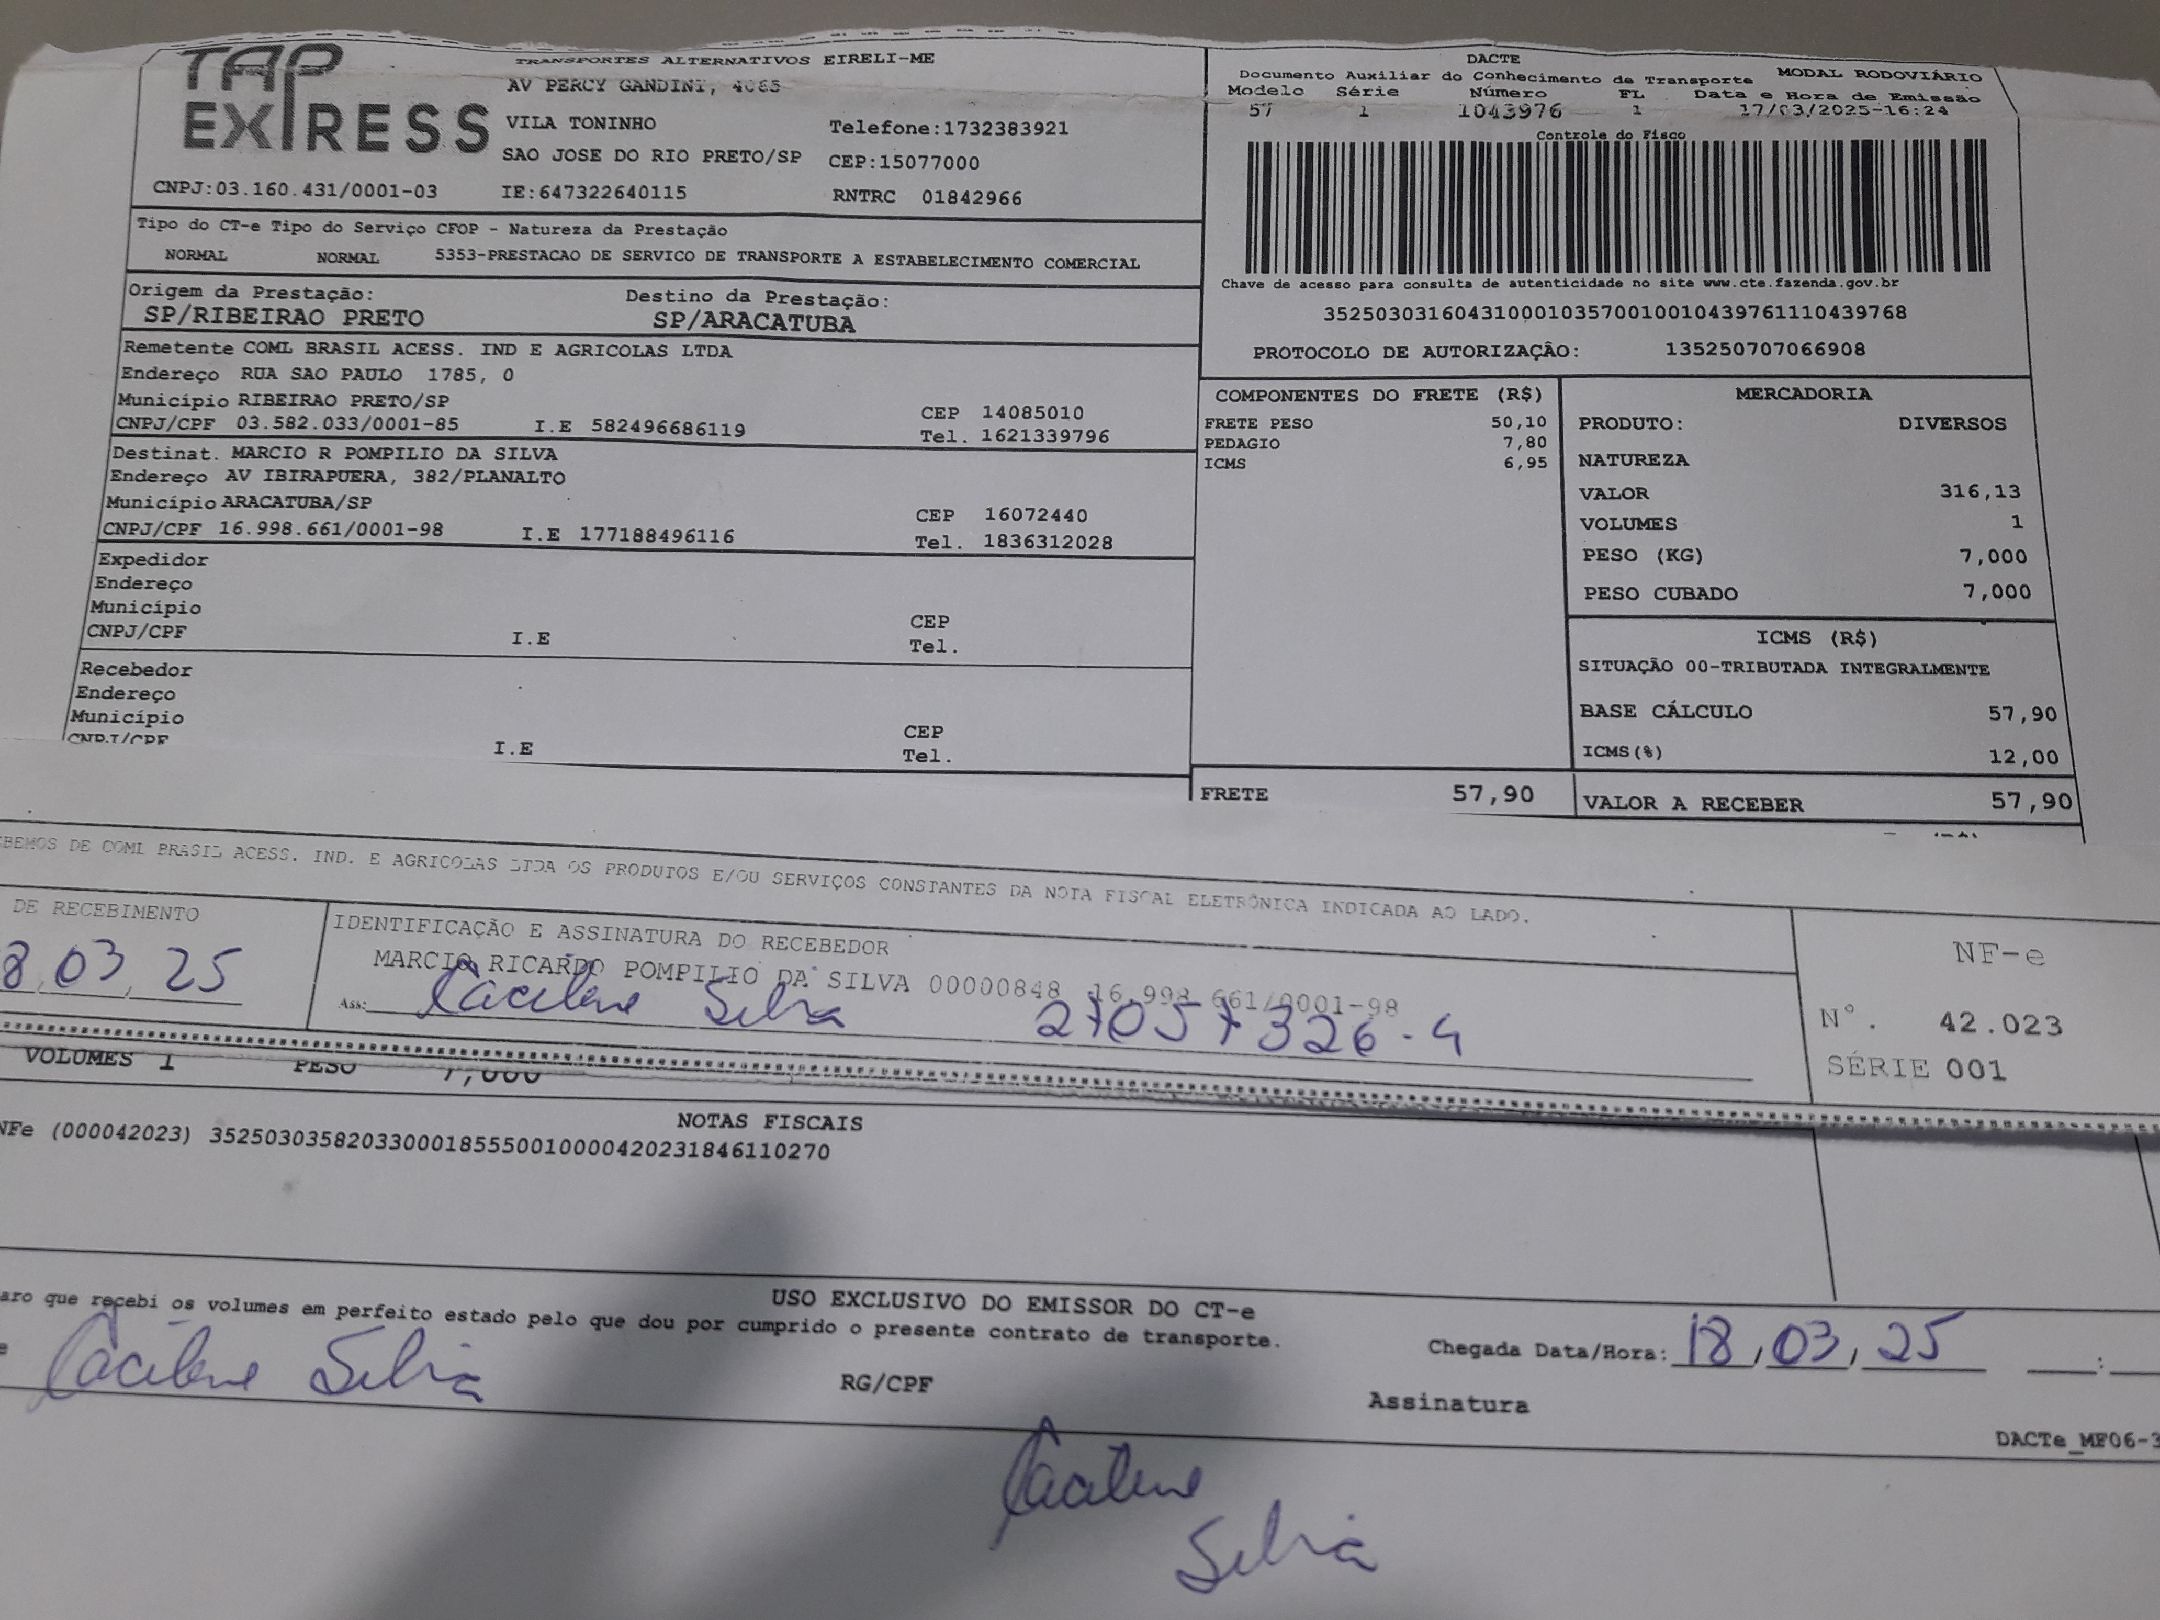 TAP EXPRESS
TRANSPORTES ALTERNATIVOS EIRELI-ME
AV PERCY GANDINI, 4065
VILA TONINHO
Telefone:1732383921
SAO JOSE DO RIO PRETO/SP CEP:15077000
CNPJ:03.160.431/0001-03 IE:647322640115 RNTRC 01842966
DACTE
Documento Auxiliar do Conhecimento de Transporte MODAL RODOVIÁRIO
Modelo Série Número FL Data e Hora de Emissão
57 1 1043976 1 17/03/2025-16:24
Controle do Fisco
Chave de acesso para consulta de autenticidade no site www.cte.fazenda.gov.br
35250303160431000103570010010439761110439768
PROTOCOLO DE AUTORIZAÇÃO: 135250707066908
Tipo do CT-e Tipo do Serviço CFOP - Natureza da Prestação
NORMAL NORMAL 5353-PRESTACAO DE SERVICO DE TRANSPORTE A ESTABELECIMENTO COMERCIAL
Origem da Prestação: Destino da Prestação:
SP/RIBEIRAO PRETO SP/ARACATUBA
Remetente COML BRASIL ACESS. IND E AGRICOLAS LTDA
Endereço RUA SAO PAULO 1785, 0
Município RIBEIRAO PRETO/SP CEP 14085010
CNPJ/CPF 03.582.033/0001-85 I.E 582496686119 Tel. 1621339796
Destinat. MARCIO R POMPILIO DA SILVA
Endereço AV IBIRAPUERA, 382/PLANALTO
Município ARACATUBA/SP CEP 16072440
CNPJ/CPF 16.998.661/0001-98 I.E 177188496116 Tel. 1836312028
Expedidor
Endereço
Município CEP
CNPJ/CPF I.E Tel.
Recebedor
Endereço
Município CEP
CNPJ/CPF I.E Tel.
COMPONENTES DO FRETE (R$)
FRETE PESO 50,10
PEDAGIO 7,80
ICMS 6,95
FRETE 57,90
MERCADORIA
PRODUTO: DIVERSOS
NATUREZA
VALOR 316,13
VOLUMES 1
PESO (KG) 7,000
PESO CUBADO 7,000
ICMS (R$)
SITUAÇÃO 00-TRIBUTADA INTEGRALMENTE
BASE CÁLCULO 57,90
ICMS(%) 12,00
VALOR A RECEBER 57,90
BEMOS DE COML BRASIL ACESS. IND. E AGRICOLAS LTDA OS PRODUTOS E/OU SERVIÇOS CONSTANTES DA NOTA FISCAL ELETRÔNICA INDICADA AO LADO.
DE RECEBIMENTO
8,03,25
IDENTIFICAÇÃO E ASSINATURA DO RECEBEDOR
MARCIO RICARDO POMPILIO DA SILVA 00000848 16.998.661/0001-98
Ass: Cacilene Silva 27057326-4
NF-e
Nº. 42.023
SÉRIE 001
VOLUMES 1 PESO 7,000
NOTAS FISCAIS
NFe (000042023) 35250303582033000185550010000420231846110270
USO EXCLUSIVO DO EMISSOR DO CT-e
aro que recebi os volumes em perfeito estado pelo que dou por cumprido o presente contrato de transporte.
Chegada Data/Hora: 18,03,25 :
Cacilene Silva
RG/CPF
Assinatura
DACTe_MF06-3
Cacilene
Silva